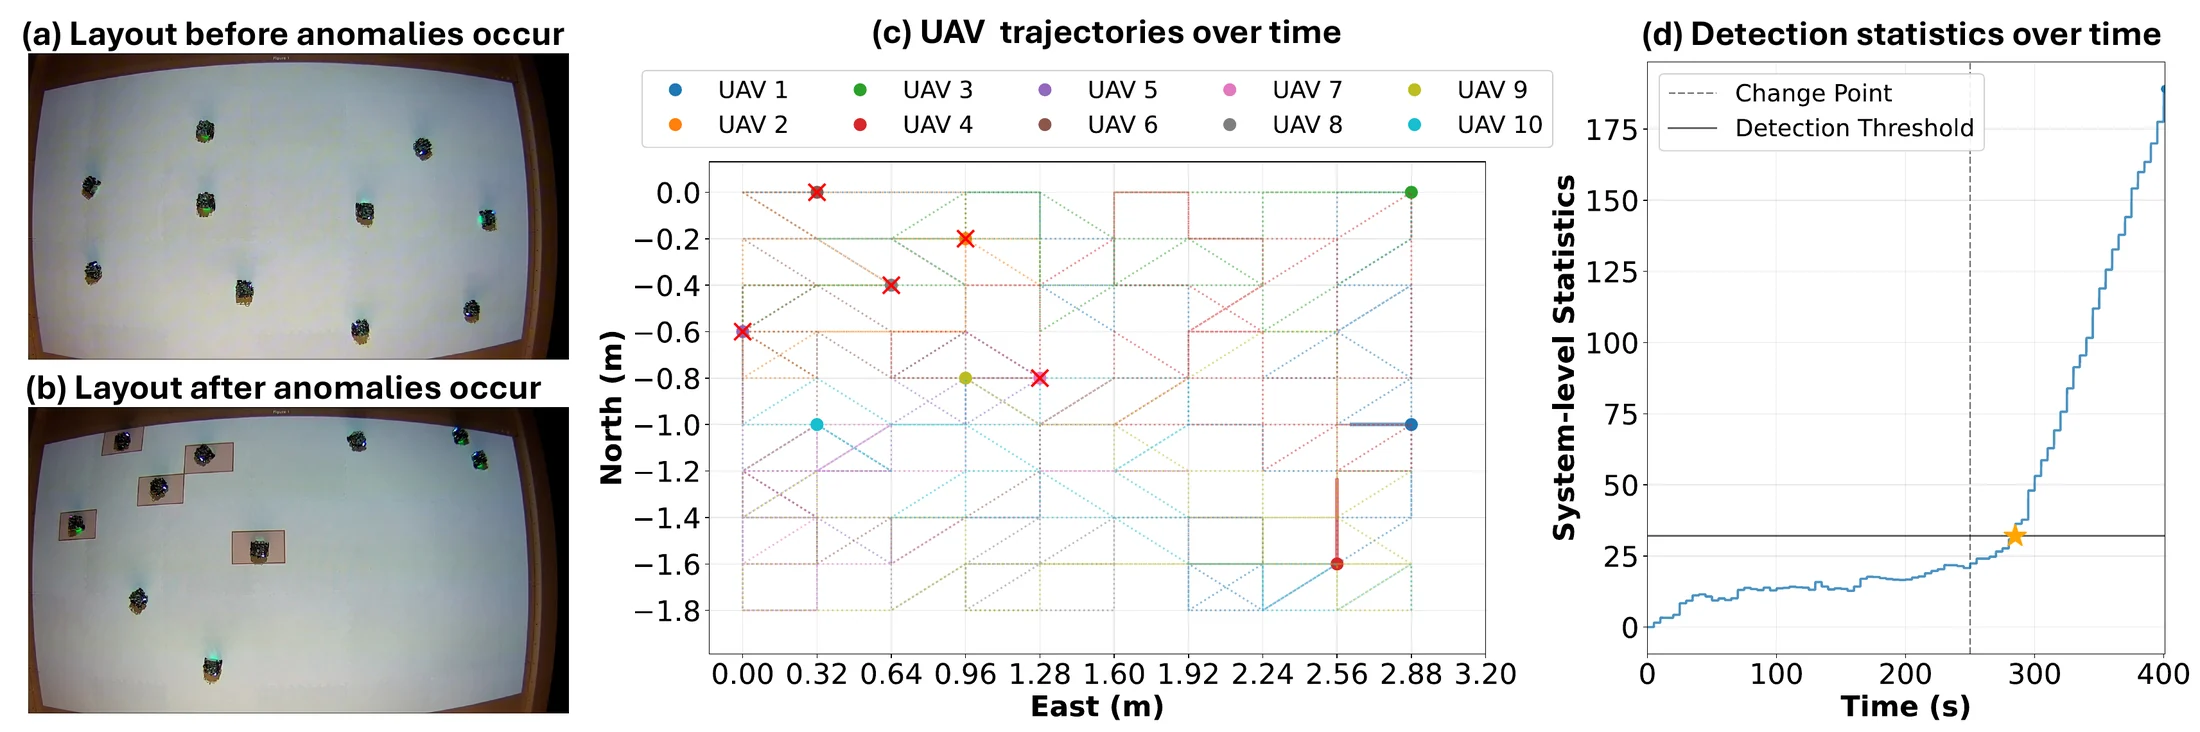 (a) Layout before anomalies occur
(b) Layout after anomalies occur
(c) UAV trajectories over time
UAV 1 UAV 3 UAV 5 UAV 7 UAV 9
UAV 2 UAV 4 UAV 6 UAV 8 UAV 10
North (m)
0.0
−0.2
−0.4
−0.6
−0.8
−1.0
−1.2
−1.4
−1.6
−1.8
0.00 0.32 0.64 0.96 1.28 1.60 1.92 2.24 2.56 2.88 3.20
East (m)
(d) Detection statistics over time
Change Point
Detection Threshold
System-level Statistics
175
150
125
100
75
50
25
0
0 100 200 300 400
Time (s)